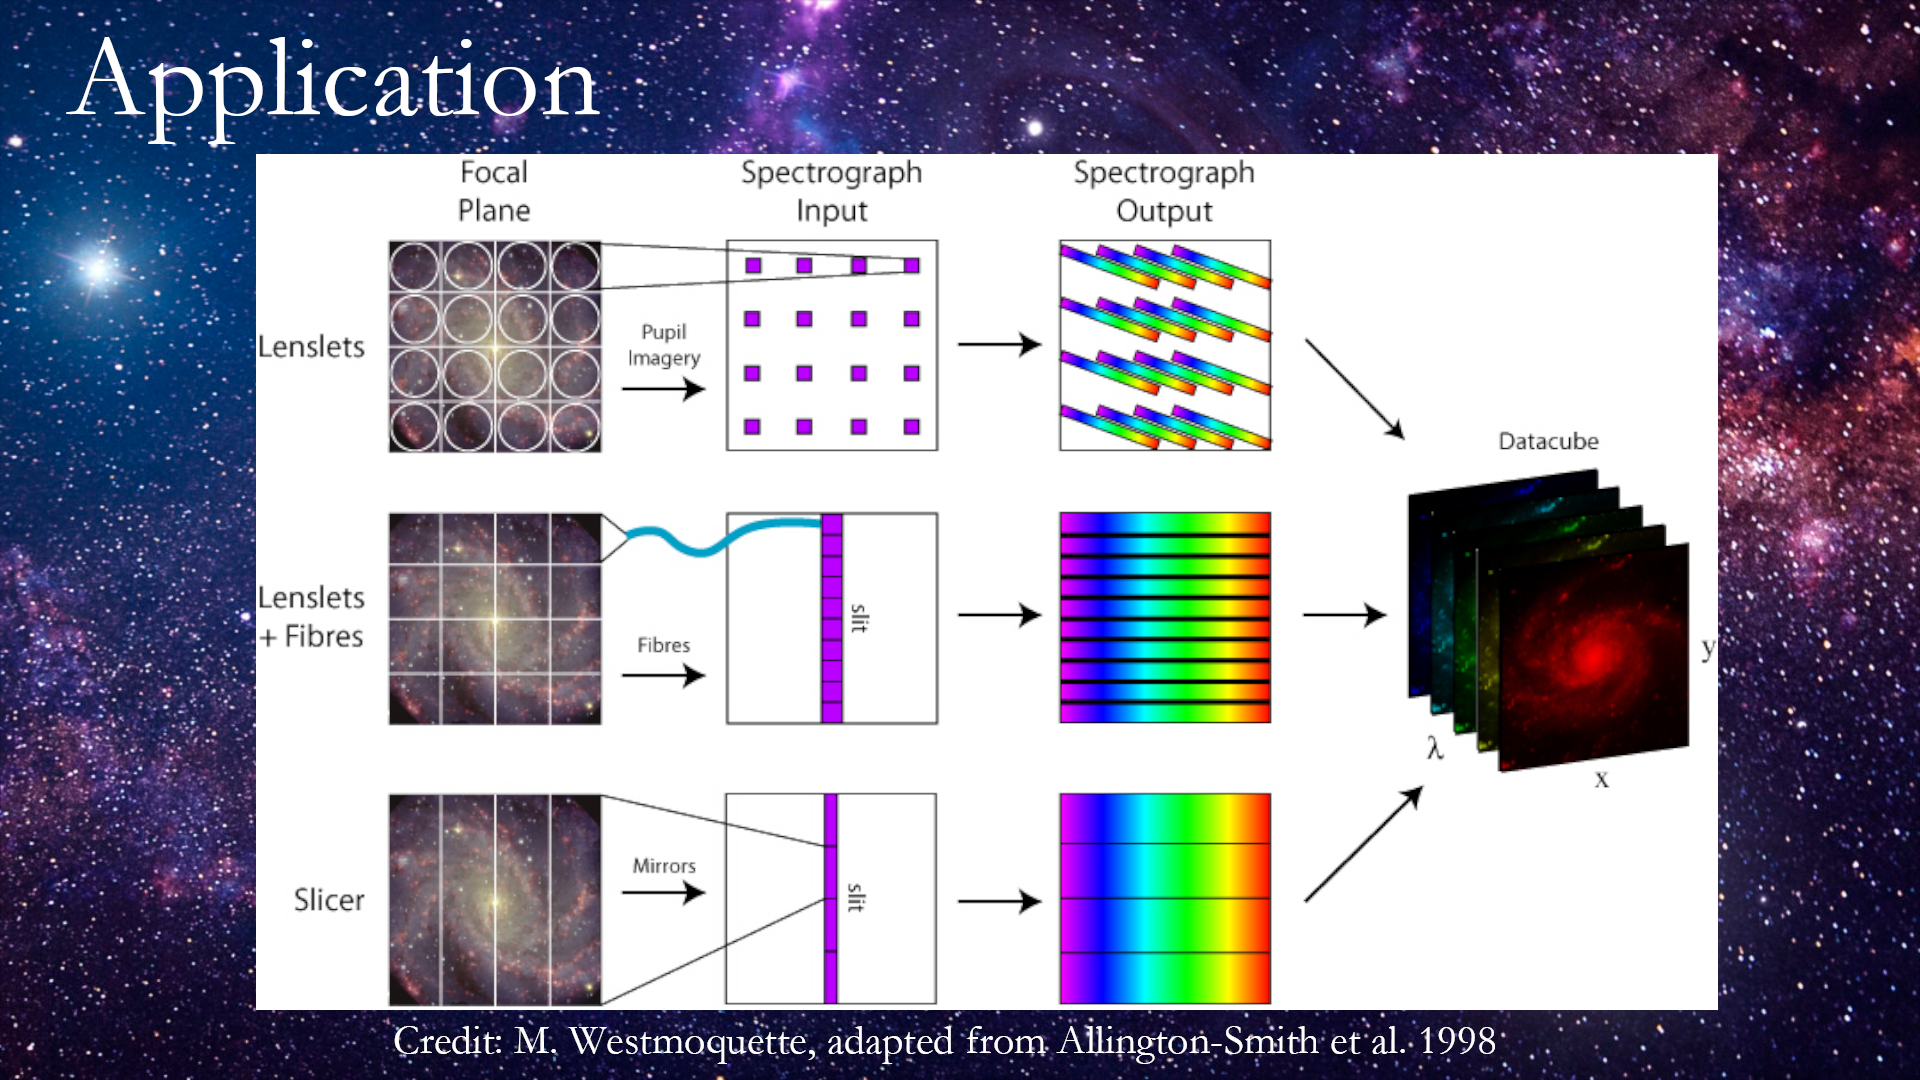 Application
Focal
Plane
Spectrograph
Input
Spectrograph
Output
Lenslets
Pupil
Imagery
Datacube
Lenslets
+ Fibres
Fibres
slit
y
λ
x
Slicer
Mirrors
slit
Credit: M. Westmoquette, adapted from Allington-Smith et al. 1998